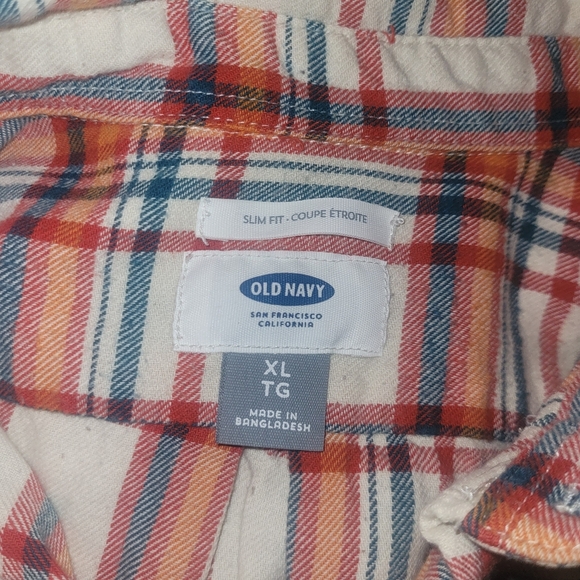 SLIM FIT - COUPE ÉTROITE
OLD NAVY
SAN FRANCISCO
CALIFORNIA
XL
TG
MADE IN
BANGLADESH